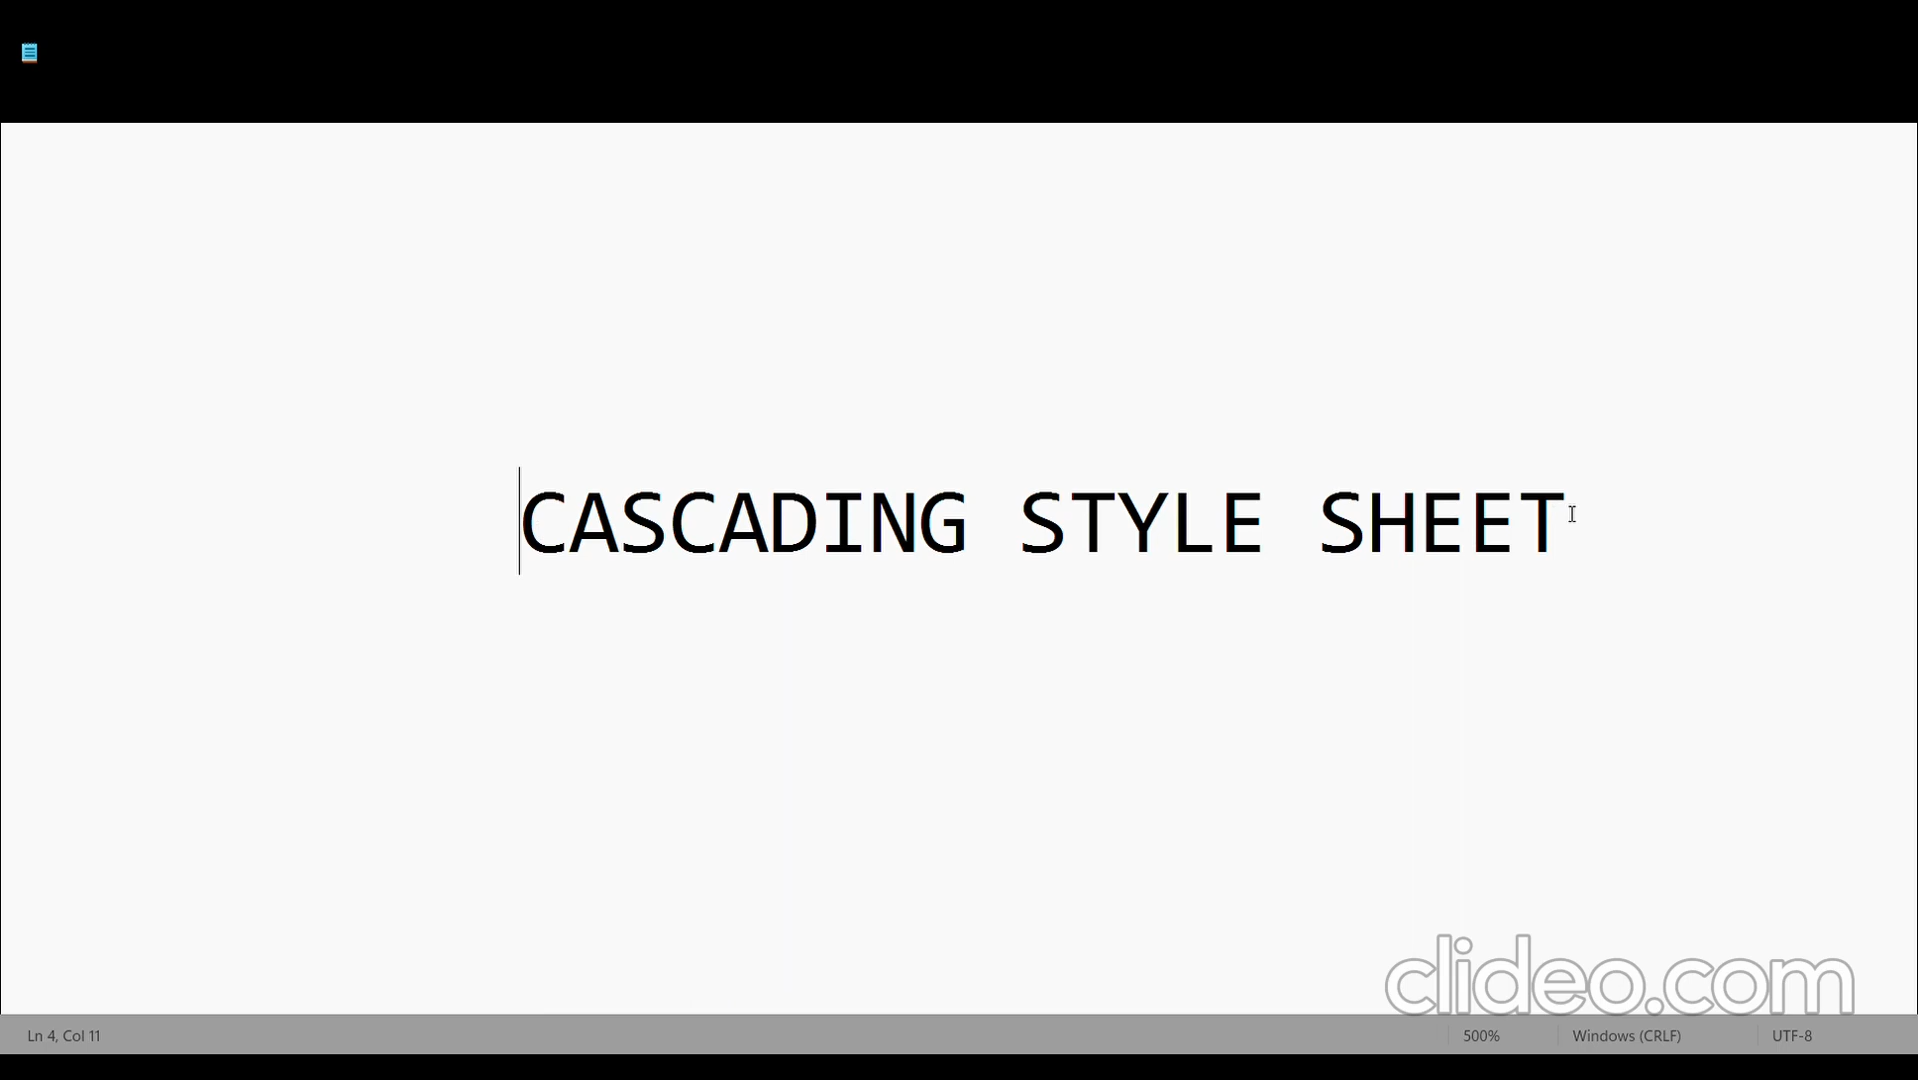 CASCADING STYLE SHEET
clideo.com
Ln 4, Col 11
500%
Windows (CRLF)
UTF-8